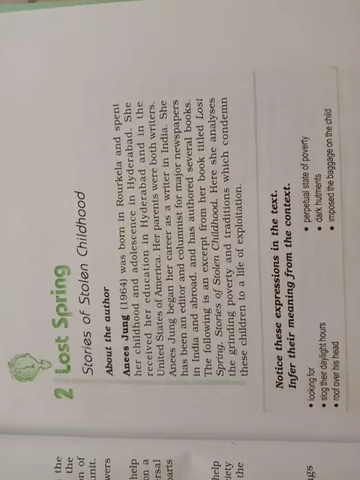 2 Lost Spring
Stories of Stolen Childhood
About the author
Anees Jung (1964) was born in Rourkela and spent
her childhood and adolescence in Hyderabad. She
received her education in Hyderabad and in the
United States of America. Her parents were both writers.
Anees Jung began her career as a writer in India. She
has been an editor and columnist for major newspapers
in India and abroad, and has authored several books.
The following is an excerpt from her book titled Lost
Spring, Stories of Stolen Childhood. Here she analyses
the grinding poverty and traditions which condemn
these children to a life of exploitation.
Notice these expressions in the text.
Infer their meaning from the context.
• looking for
• slog their daylight hours
• roof over his head
• perpetual state of poverty
• dark hutments
• imposed the baggage on the child